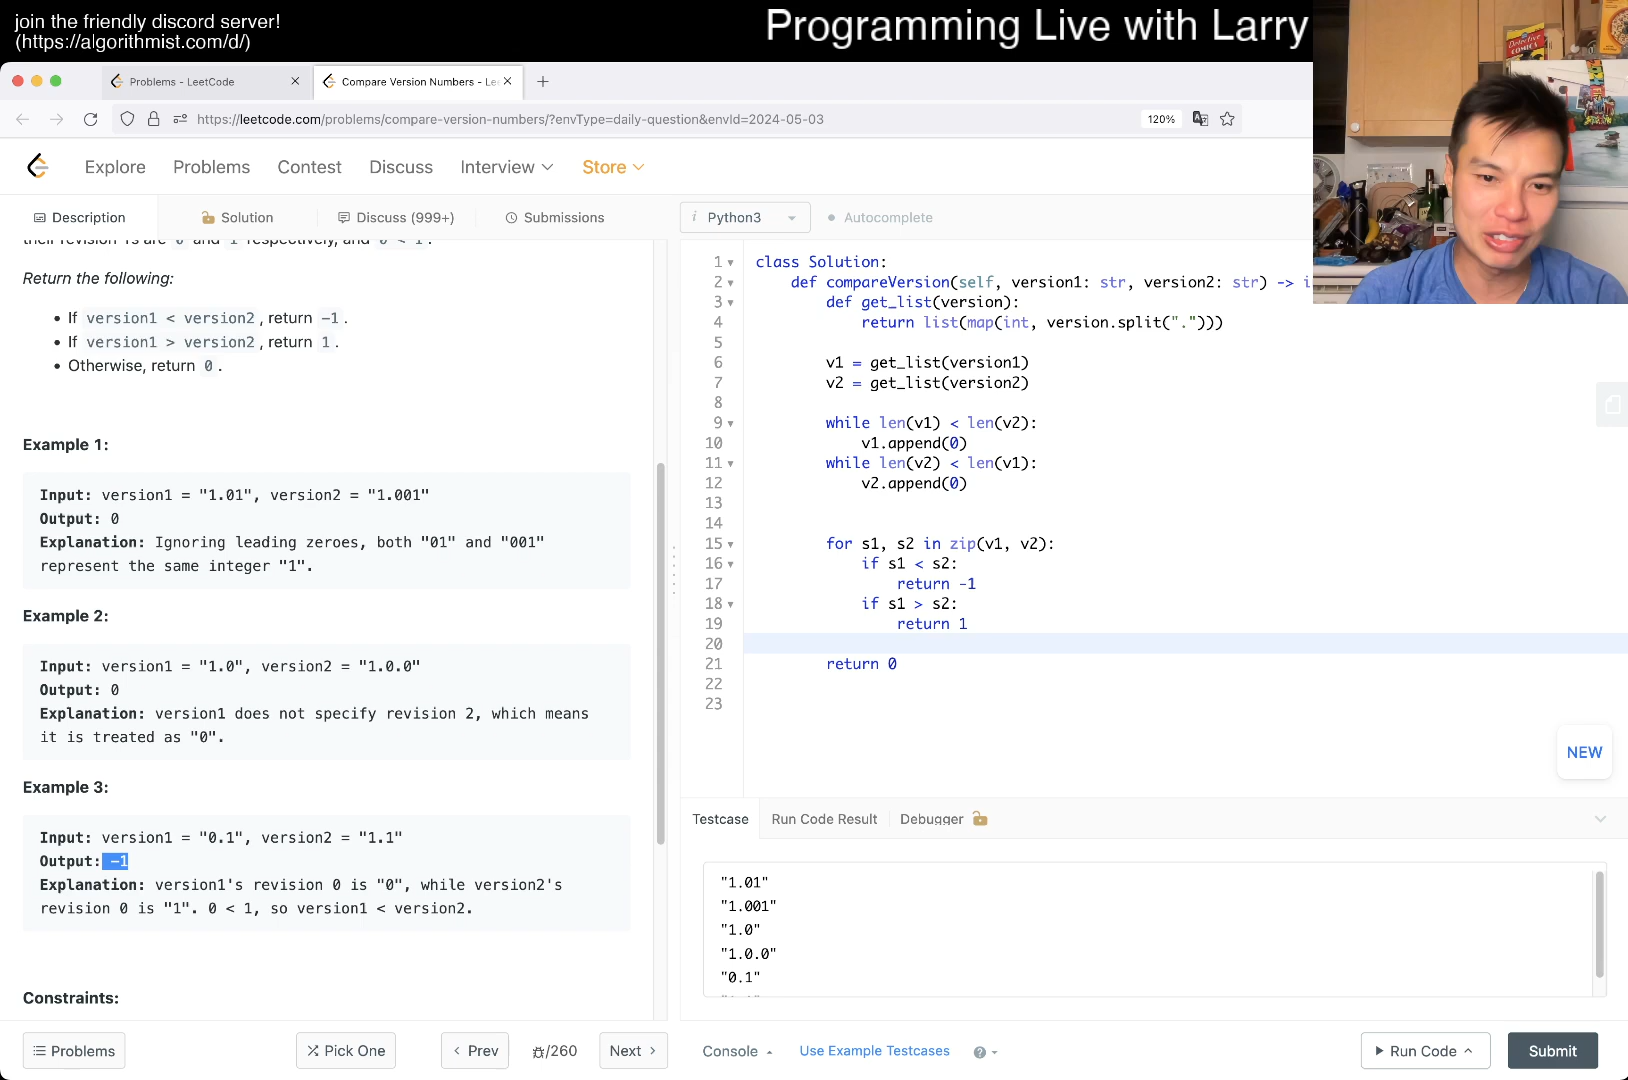 join the friendly discord server!
(https://algorithmist.com/d/)
Programming Live with Larry
Problems - LeetCode
Compare Version Numbers - Le
https://leetcode.com/problems/compare-version-numbers/?envType=daily-question&envId=2024-05-03
120%
Explore Problems Contest Discuss Interview Store
Description Solution Discuss (999+) Submissions
i Python3 Autocomplete
their revision 1s are 0 and 1 respectively, and 0 < 1.
Return the following:
• If version1 < version2, return -1.
• If version1 > version2, return 1.
• Otherwise, return 0.
Example 1:
Input: version1 = "1.01", version2 = "1.001"
Output: 0
Explanation: Ignoring leading zeroes, both "01" and "001"
represent the same integer "1".
Example 2:
Input: version1 = "1.0", version2 = "1.0.0"
Output: 0
Explanation: version1 does not specify revision 2, which means
it is treated as "0".
Example 3:
Input: version1 = "0.1", version2 = "1.1"
Output: -1
Explanation: version1's revision 0 is "0", while version2's
revision 0 is "1". 0 < 1, so version1 < version2.
Constraints:
1 class Solution:
2 def compareVersion(self, version1: str, version2: str) -> i
3 def get_list(version):
4 return list(map(int, version.split(".")))
5
6 v1 = get_list(version1)
7 v2 = get_list(version2)
8
9 while len(v1) < len(v2):
10 v1.append(0)
11 while len(v2) < len(v1):
12 v2.append(0)
13
14
15 for s1, s2 in zip(v1, v2):
16 if s1 < s2:
17 return -1
18 if s1 > s2:
19 return 1
20
21 return 0
22
23
NEW
Testcase Run Code Result Debugger
"1.01"
"1.001"
"1.0"
"1.0.0"
"0.1"
Problems Pick One < Prev /260 Next > Console Use Example Testcases Run Code Submit
Detective
COMICS